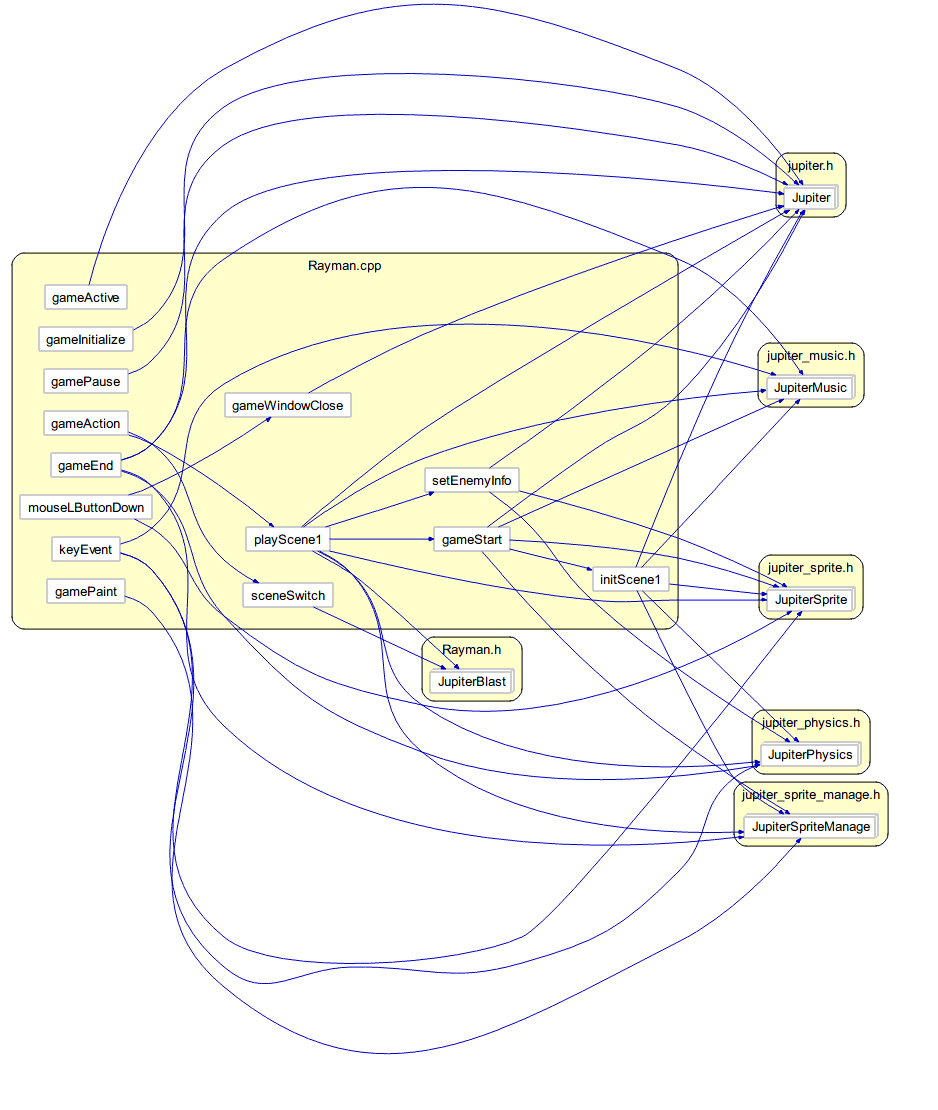 jupiter.h
Jupiter
Rayman.cpp
gameActive
gameInitialize
gamePause
gameAction
gameEnd
mouseLButtonDown
keyEvent
gamePaint
gameWindowClose
playScene1
sceneSwitch
setEnemyInfo
gameStart
initScene1
jupiter_music.h
JupiterMusic
jupiter_sprite.h
JupiterSprite
Rayman.h
JupiterBlast
jupiter_physics.h
JupiterPhysics
jupiter_sprite_manage.h
JupiterSpriteManage